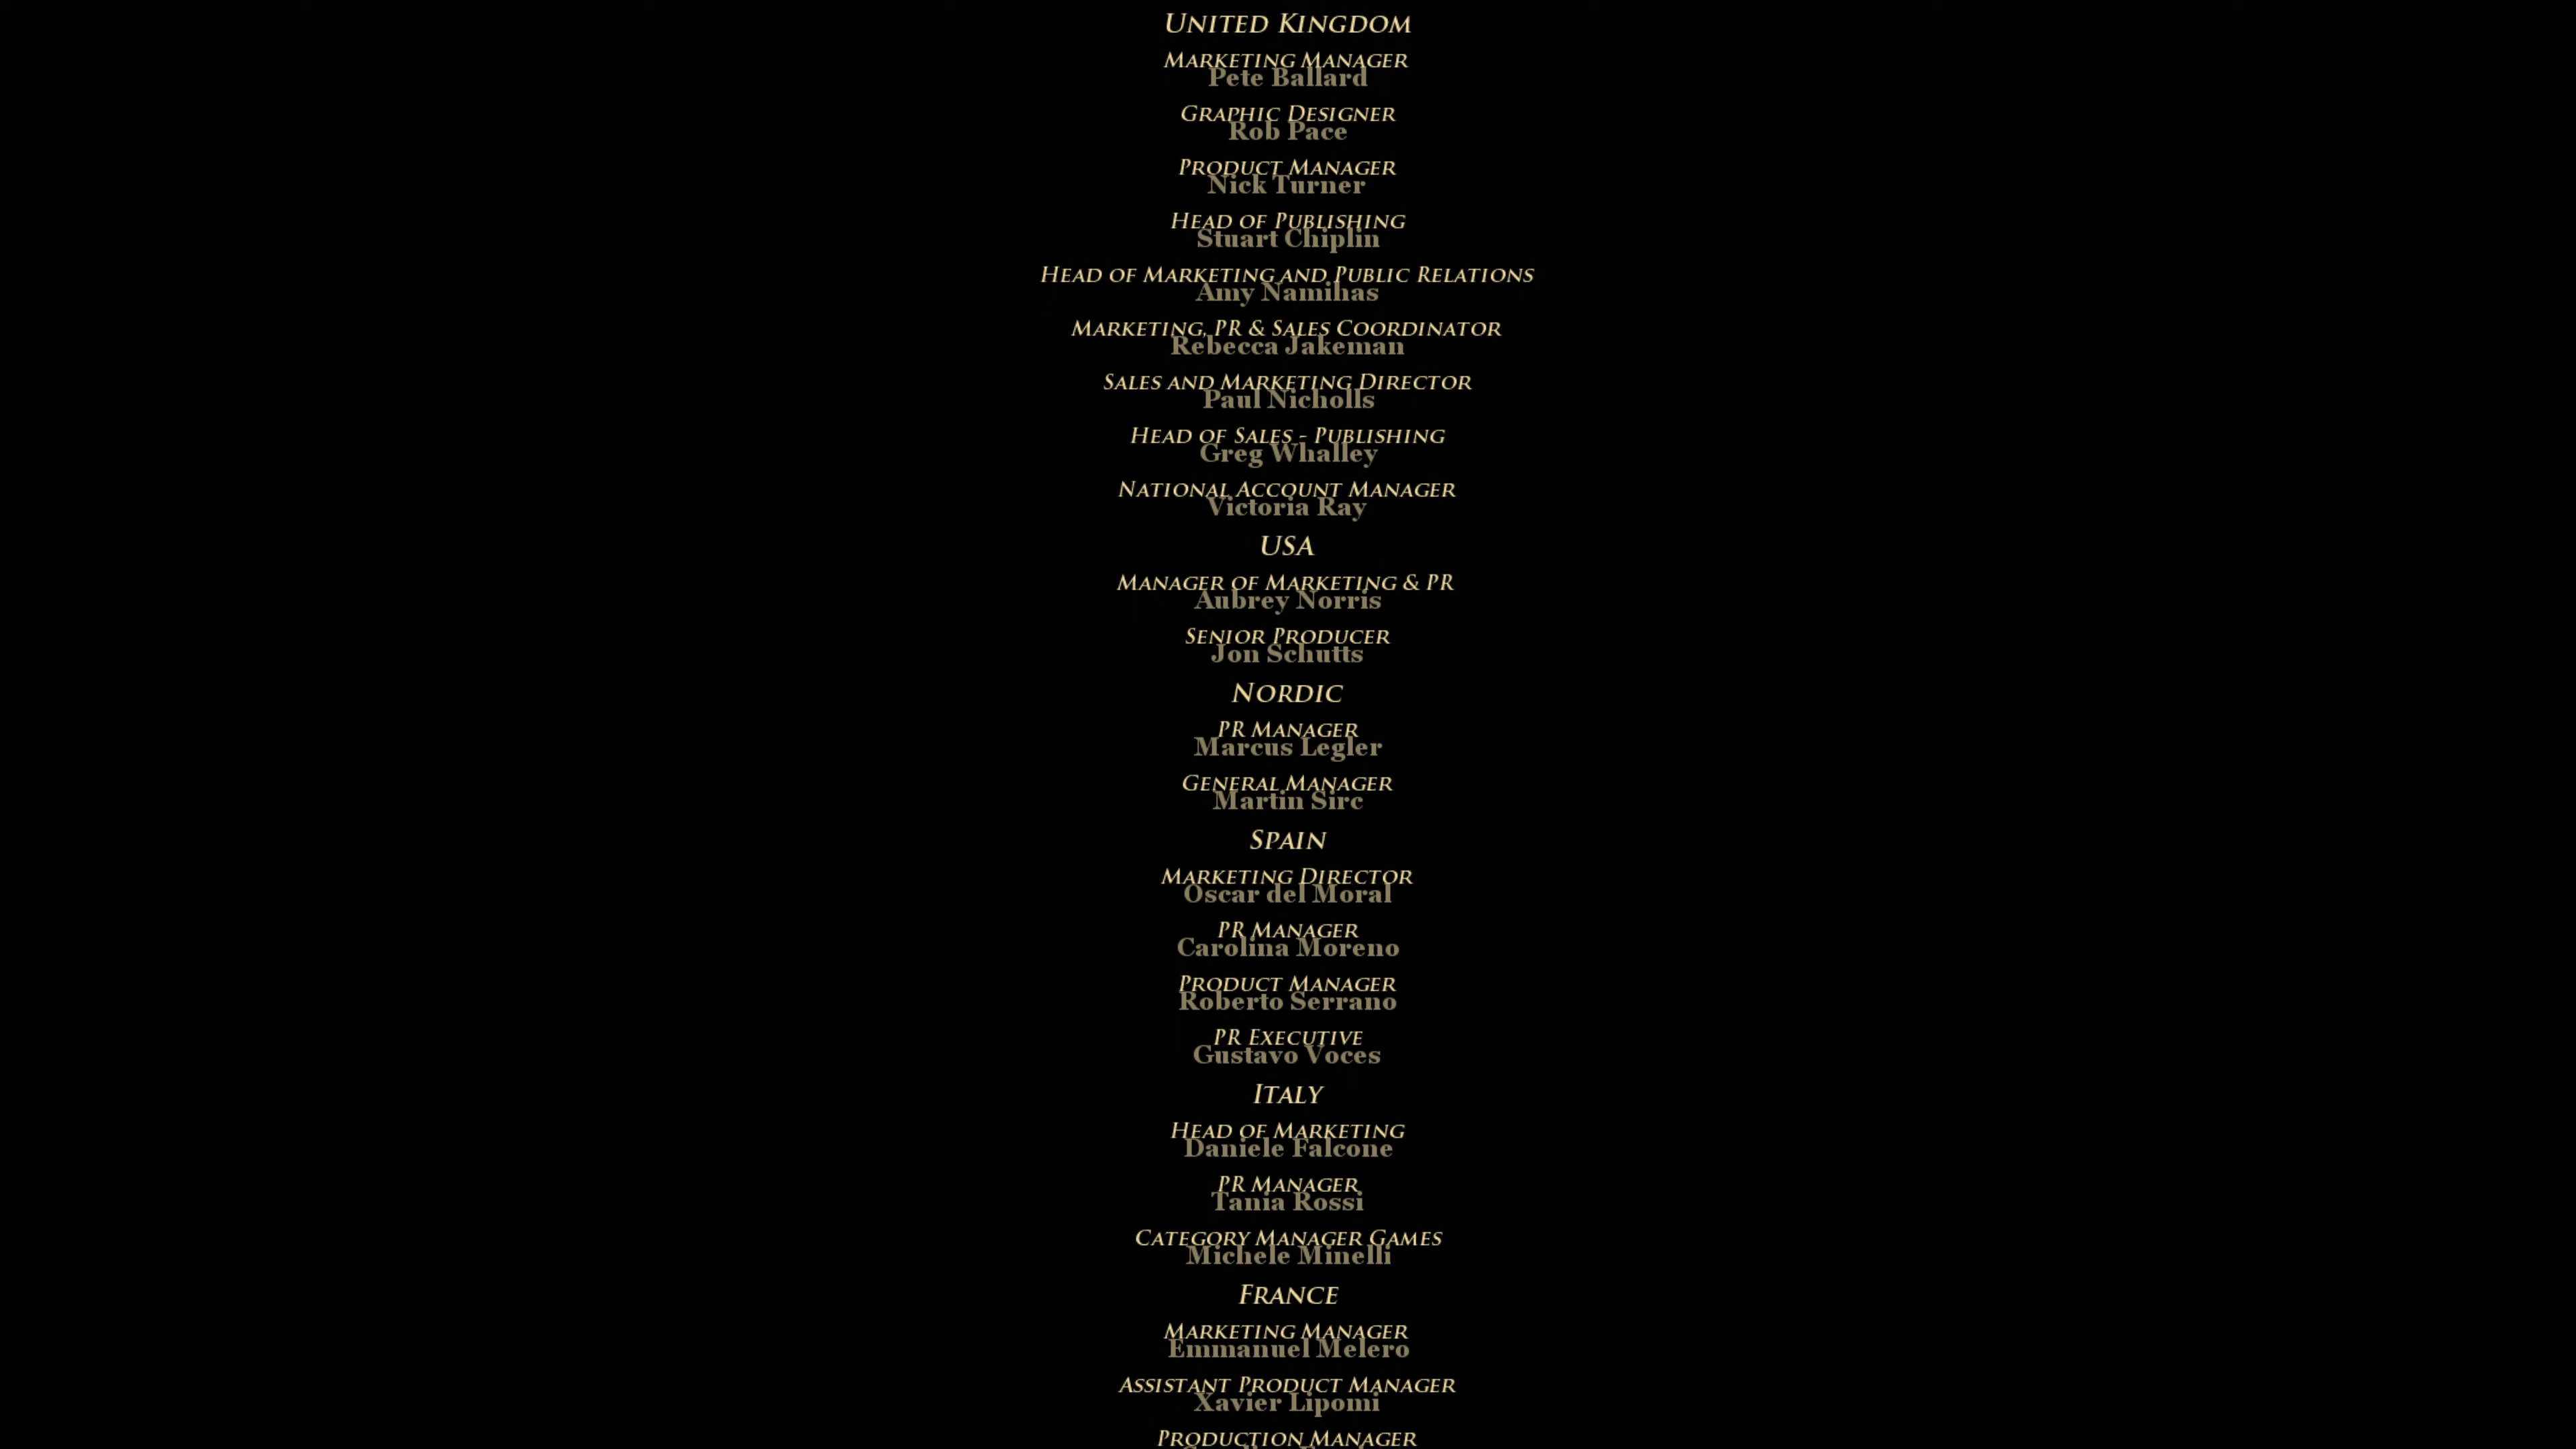 United Kingdom
Marketing Manager
Pete Ballard
Graphic Designer
Rob Pace
Product Manager
Nick Turner
Head of Publishing
Stuart Chiplin
Head of Marketing and Public Relations
Amy Namihas
Marketing, PR & Sales Coordinator
Rebecca Jakeman
Sales and Marketing Director
Paul Nicholls
Head of Sales - Publishing
Greg Whalley
National Account Manager
Victoria Ray
USA
Manager of Marketing & PR
Aubrey Norris
Senior Producer
Jon Schutts
Nordic
PR Manager
Marcus Legler
General Manager
Martin Sirc
Spain
Marketing Director
Oscar del Moral
PR Manager
Carolina Moreno
Product Manager
Roberto Serrano
PR Executive
Gustavo Voces
Italy
Head of Marketing
Daniele Falcone
PR Manager
Tania Rossi
Category Manager Games
Michele Minelli
France
Marketing Manager
Emmanuel Melero
Assistant Product Manager
Xavier Lipomi
Production Manager